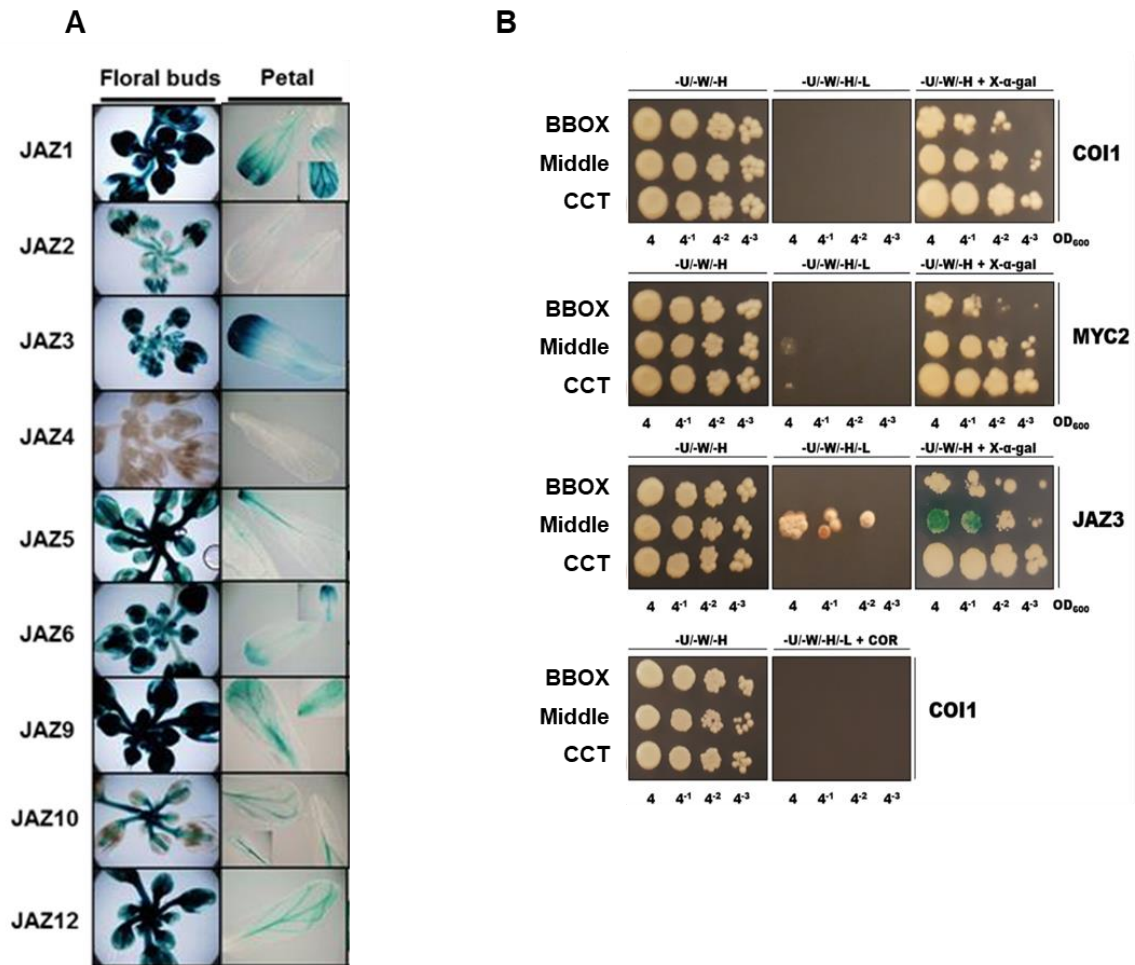 A
Floral buds Petal
JAZ1
JAZ2
JAZ3
JAZ4
JAZ5
JAZ6
JAZ9
JAZ10
JAZ12
B
-U/-W/-H -U/-W/-H/-L -U/-W/-H + X-α-gal
BBOX
Middle
CCT
COI1
4 4⁻¹ 4⁻² 4⁻³ 4 4⁻¹ 4⁻² 4⁻³ 4 4⁻¹ 4⁻² 4⁻³ OD₆₀₀
-U/-W/-H -U/-W/-H/-L -U/-W/-H + X-α-gal
BBOX
Middle
CCT
MYC2
4 4⁻¹ 4⁻² 4⁻³ 4 4⁻¹ 4⁻² 4⁻³ 4 4⁻¹ 4⁻² 4⁻³ OD₆₀₀
-U/-W/-H -U/-W/-H/-L -U/-W/-H + X-α-gal
BBOX
Middle
CCT
JAZ3
4 4⁻¹ 4⁻² 4⁻³ 4 4⁻¹ 4⁻² 4⁻³ 4 4⁻¹ 4⁻² 4⁻³ OD₆₀₀
-U/-W/-H -U/-W/-H/-L + COR
BBOX
Middle
CCT
COI1
4 4⁻¹ 4⁻² 4⁻³ 4 4⁻¹ 4⁻² 4⁻³